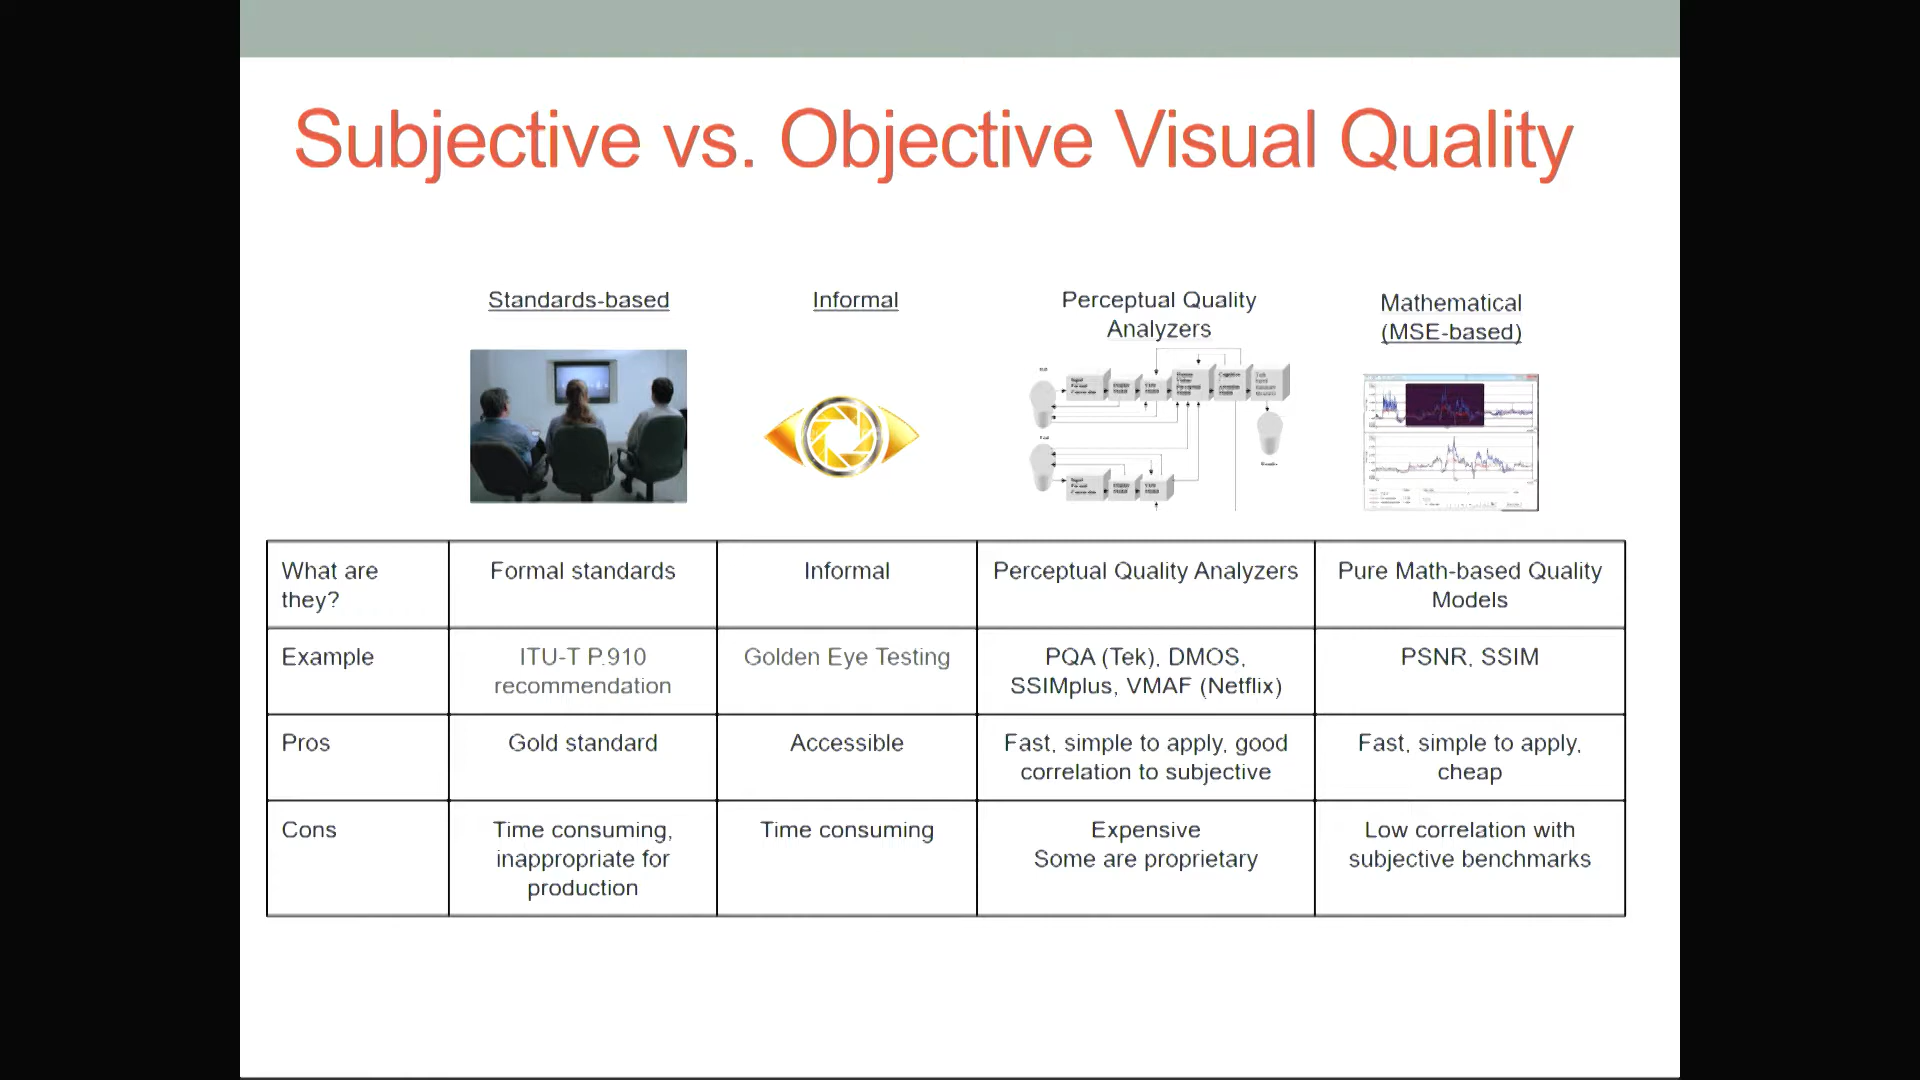 Subjective vs. Objective Visual Quality
Standards-based
Informal
Perceptual Quality
Analyzers
Mathematical
(MSE-based)
What are
they?
Formal standards
Informal
Perceptual Quality Analyzers
Pure Math-based Quality
Models
Example
ITU-T P.910
recommendation
Golden Eye Testing
PQA (Tek), DMOS,
SSIMplus, VMAF (Netflix)
PSNR, SSIM
Pros
Gold standard
Accessible
Fast, simple to apply, good
correlation to subjective
Fast, simple to apply,
cheap
Cons
Time consuming,
inappropriate for
production
Time consuming
Expensive
Some are proprietary
Low correlation with
subjective benchmarks